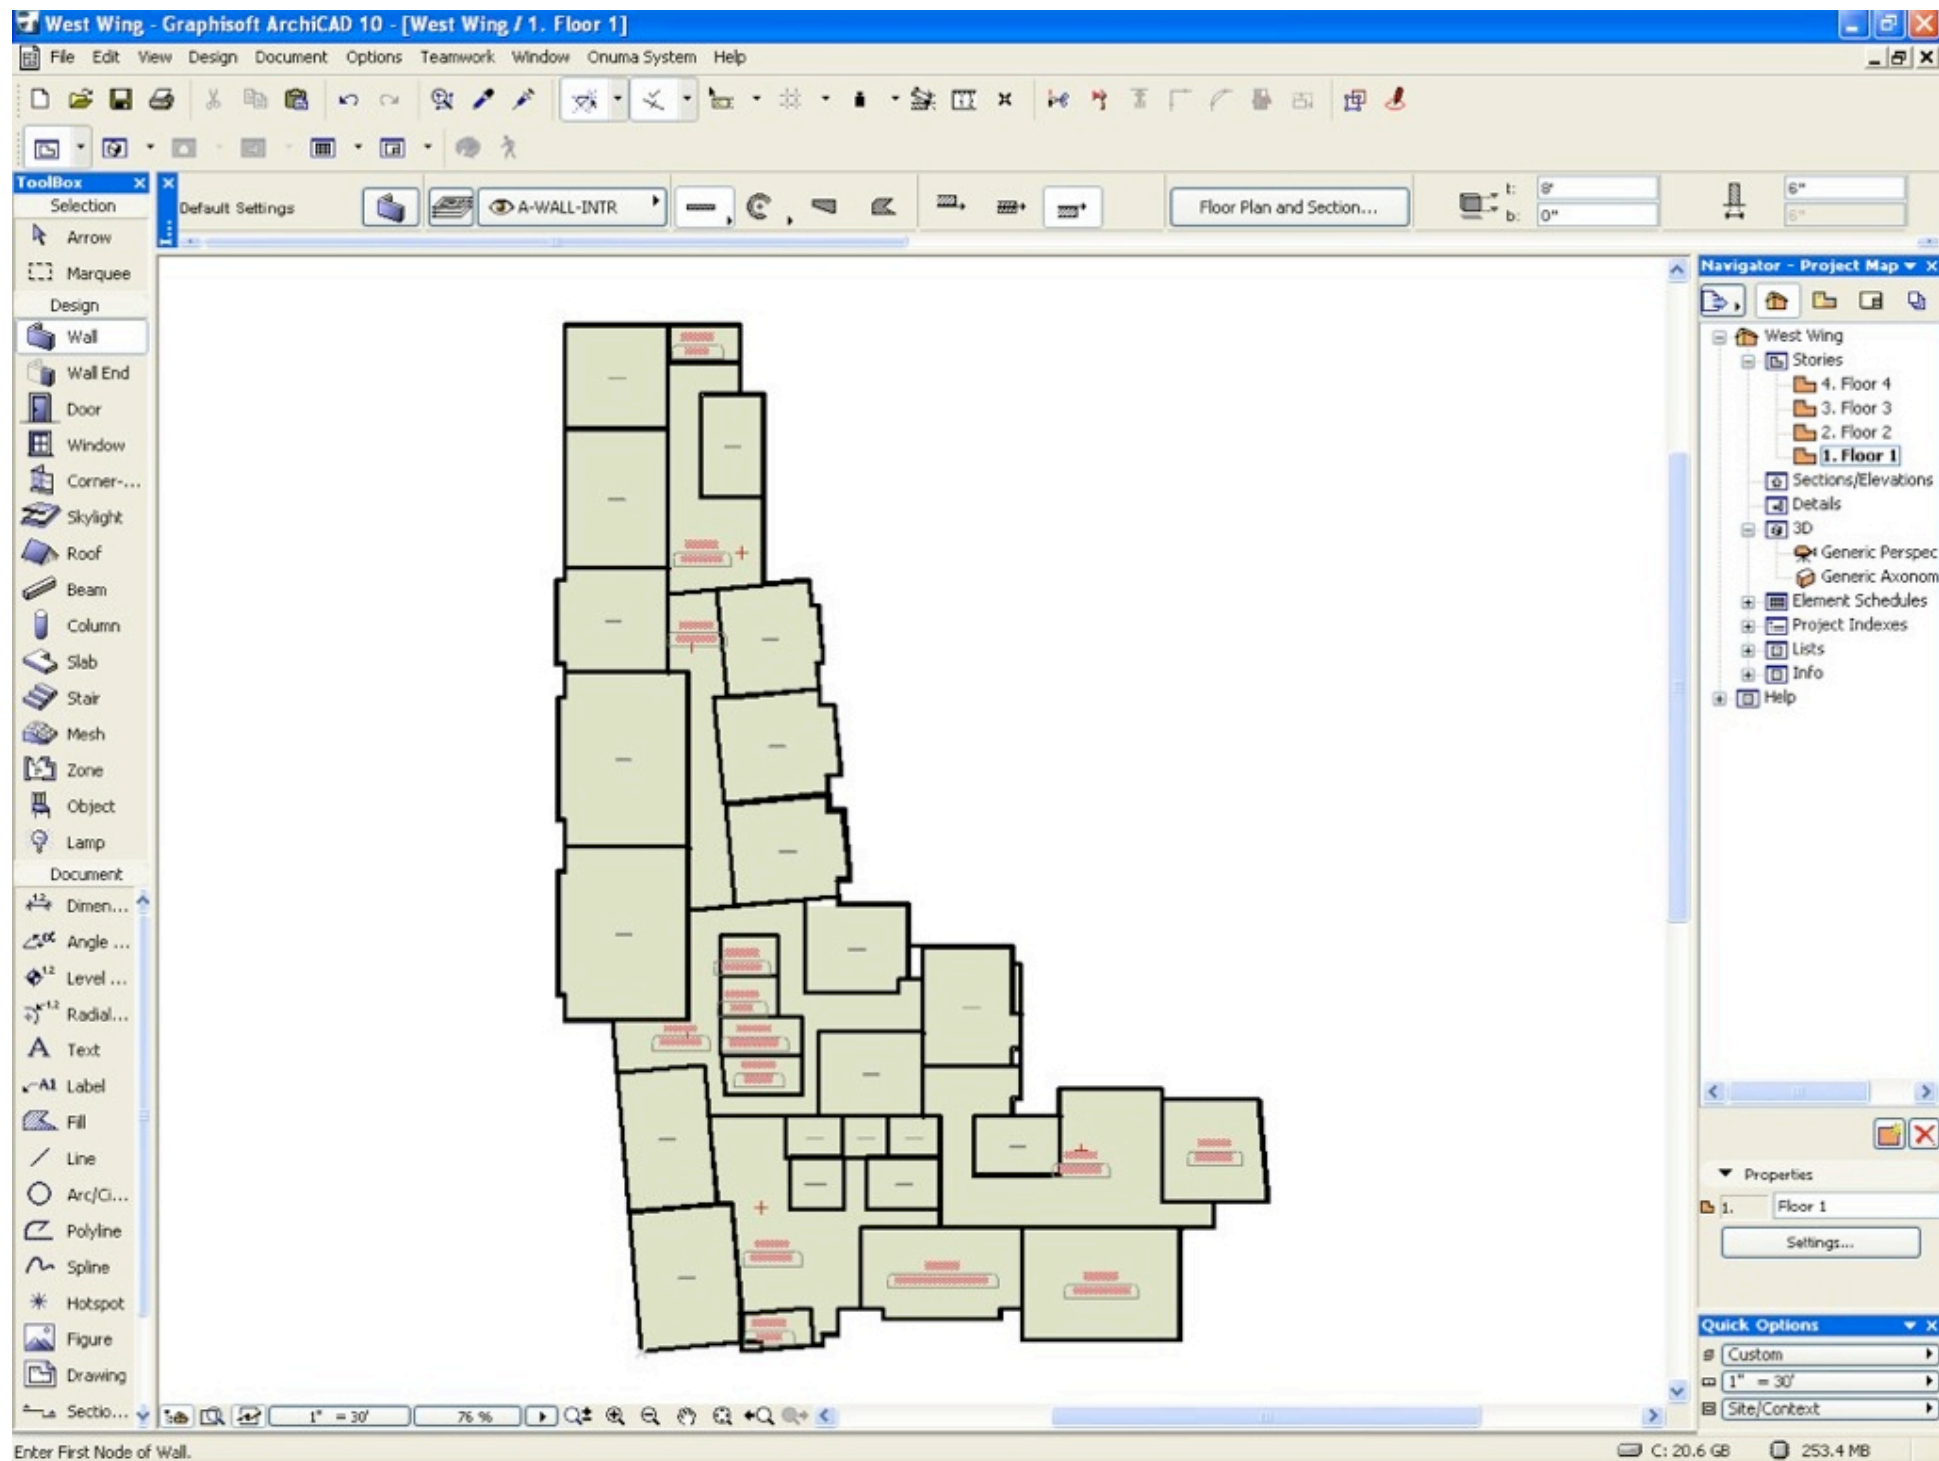 West Wing - Graphisoft ArchiCAD 10 - [West Wing / 1. Floor 1]
File Edit View Design Document Options Teamwork Window Onuma System Help
ToolBox
Selection
Arrow
Marquee
Design
Wall
Wall End
Door
Window
Corner-...
Skylight
Roof
Beam
Column
Slab
Stair
Mesh
Zone
Object
Lamp
Document
Dimen...
Angle ...
Level ...
Radial...
Text
Label
Fill
Line
Arc/Ci...
Polyline
Spline
Hotspot
Figure
Drawing
Sectio...
Default Settings
A-WALL-INTR
Floor Plan and Section...
t: 8'
b: 0"
6"
6"
Navigator - Project Map
West Wing
Stories
4. Floor 4
3. Floor 3
2. Floor 2
1. Floor 1
Sections/Elevations
Details
3D
Generic Perspec
Generic Axonom
Element Schedules
Project Indexes
Lists
Info
Help
Properties
1. Floor 1
Settings...
Quick Options
Custom
1" = 30'
Site/Context
1" = 30' 76 %
Enter First Node of Wall.
C: 20.6 GB 253.4 MB